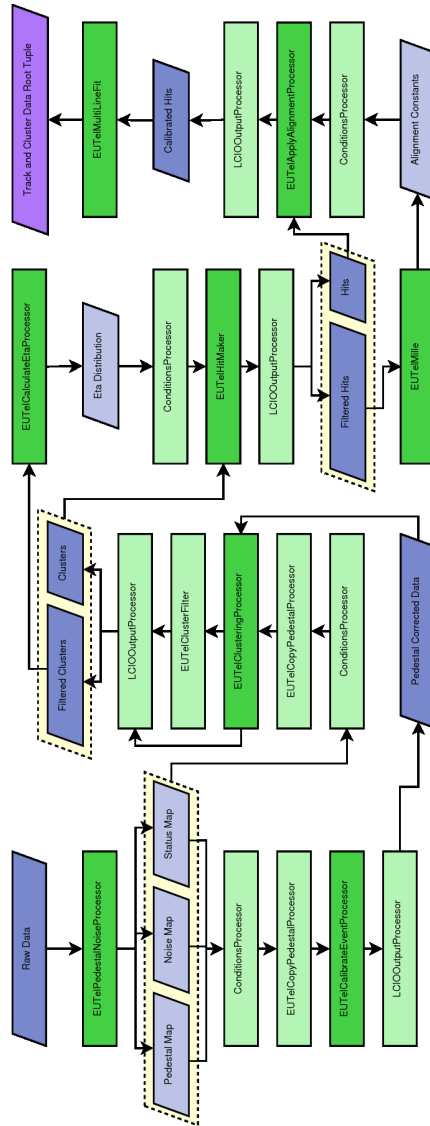 Raw Data
EUTelPedestalNoiseProcessor
Pedestal Map
Noise Map
Status Map
ConditionsProcessor
EUTelCopyPedestalProcessor
EUTelCalibrateEventProcessor
LCIOOutputProcessor
Pedestal Corrected Data
ConditionsProcessor
EUTelCopyPedestalProcessor
EUTelClusteringProcessor
EUTelClusterFilter
LCIOOutputProcessor
Filtered Clusters
Clusters
EUTelCalculateEtaProcessor
Eta Distribution
ConditionsProcessor
EUTelHitMaker
LCIOOutputProcessor
Filtered Hits
Hits
EUTelMille
Alignment Constants
ConditionsProcessor
EUTelApplyAlignmentProcessor
LCIOOutputProcessor
Calibrated Hits
EUTelMultiLineFit
Track and Cluster Data Root Tuple